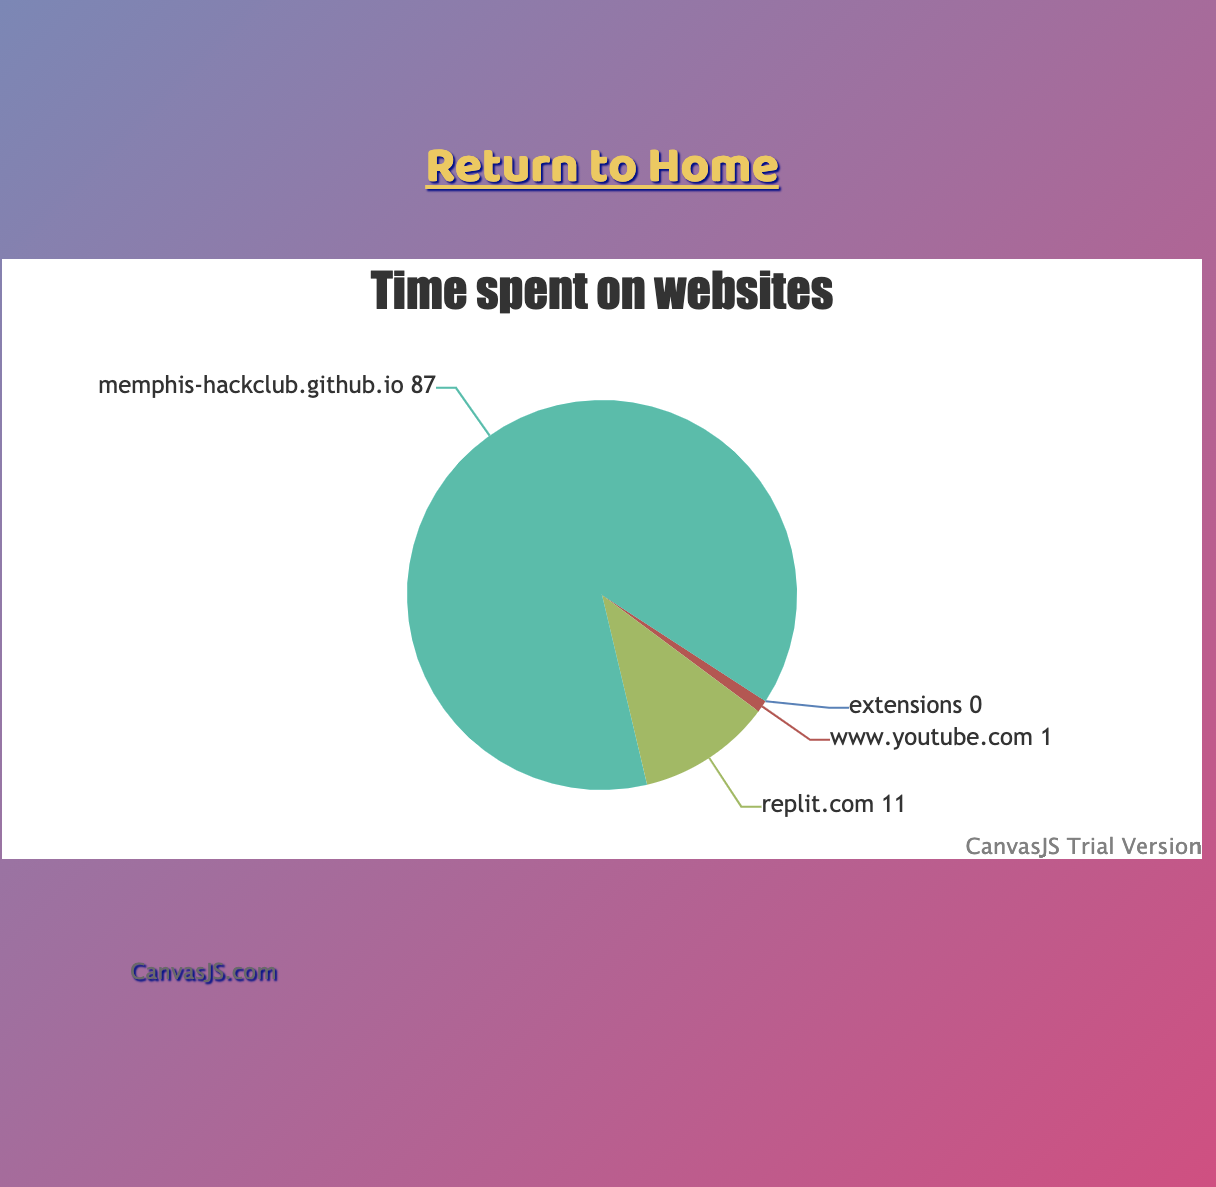 Return to Home
Time spent on websites
memphis-hackclub.github.io 87
extensions 0
www.youtube.com 1
replit.com 11
CanvasJS Trial Version
CanvasJS.com